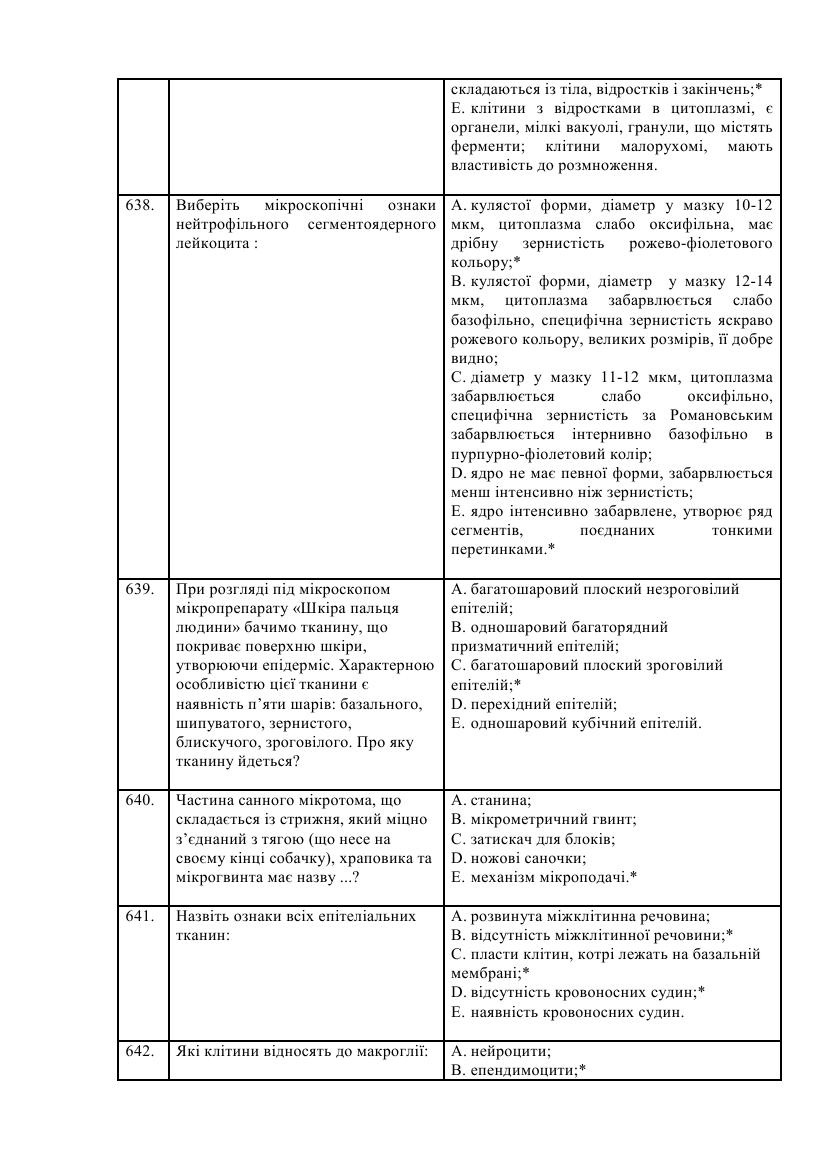 складаються із тіла, відростків і закінчень;*
E. клітини з відростками в цитоплазмі, є
органели, мілкі вакуолі, гранули, що містять
ферменти; клітини малорухомі, мають
властивість до розмноження.
638.
Виберіть мікроскопічні ознаки
нейтрофільного сегментоядерного
лейкоцита :
A. кулястої форми, діаметр у мазку 10-12
мкм, цитоплазма слабо оксифільна, має
дрібну зернистість рожево-фіолетового
кольору;*
B. кулястої форми, діаметр у мазку 12-14
мкм, цитоплазма забарвлюється слабо
базофільно, специфічна зернистість яскраво
рожевого кольору, великих розмірів, її добре
видно;
C. діаметр у мазку 11-12 мкм, цитоплазма
забарвлюється слабо оксифільно,
специфічна зернистість за Романовським
забарвлюється інтернивно базофільно в
пурпурно-фіолетовий колір;
D. ядро не має певної форми, забарвлюється
менш інтенсивно ніж зернистість;
E. ядро інтенсивно забарвлене, утворює ряд
сегментів, поєднаних тонкими
перетинками.*
639.
При розгляді під мікроскопом
мікропрепарату «Шкіра пальця
людини» бачимо тканину, що
покриває поверхню шкіри,
утворюючи епідерміс. Характерною
особливістю цієї тканини є
наявність п’яти шарів: базального,
шипуватого, зернистого,
блискучого, зроговілого. Про яку
тканину йдеться?
A. багатошаровий плоский незроговілий
епітелій;
B. одношаровий багаторядний
призматичний епітелій;
C. багатошаровий плоский зроговілий
епітелій;*
D. перехідний епітелій;
E. одношаровий кубічний епітелій.
640.
Частина санного мікротома, що
складається із стрижня, який міцно
з’єднаний з тягою (що несе на
своєму кінці собачку), храповика та
мікрогвинта має назву ...?
A. станина;
B. мікрометричний гвинт;
C. затискач для блоків;
D. ножові саночки;
E. механізм мікроподачі.*
641.
Назвіть ознаки всіх епітеліальних
тканин:
A. розвинута міжклітинна речовина;
B. відсутність міжклітинної речовини;*
C. пласти клітин, котрі лежать на базальній
мембрані;*
D. відсутність кровоносних судин;*
E. наявність кровоносних судин.
642.
Які клітини відносять до макроглії:
A. нейроцити;
B. епендимоцити;*